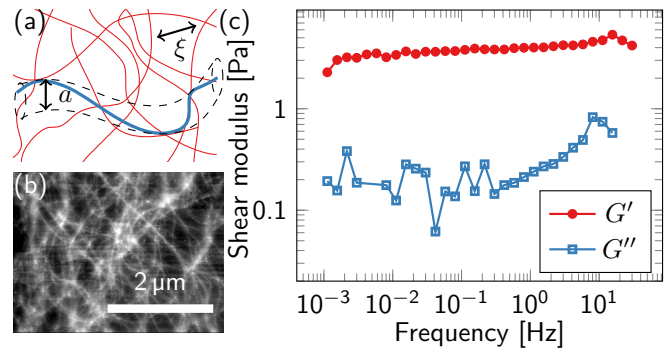 (a)
ξ
a
(b)
2 µm
(c)
Shear modulus [Pa]
1
0.1
G′
G′′
10⁻³ 10⁻² 10⁻¹ 10⁰ 10¹
Frequency [Hz]